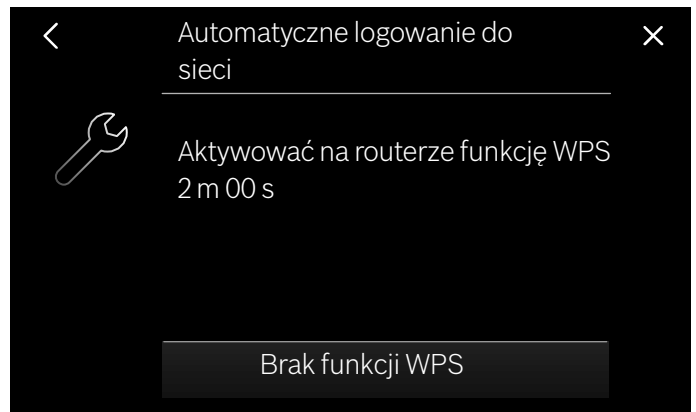 Automatyczne logowanie do
sieci
Aktywować na routerze funkcję WPS
2 m 00 s
Brak funkcji WPS